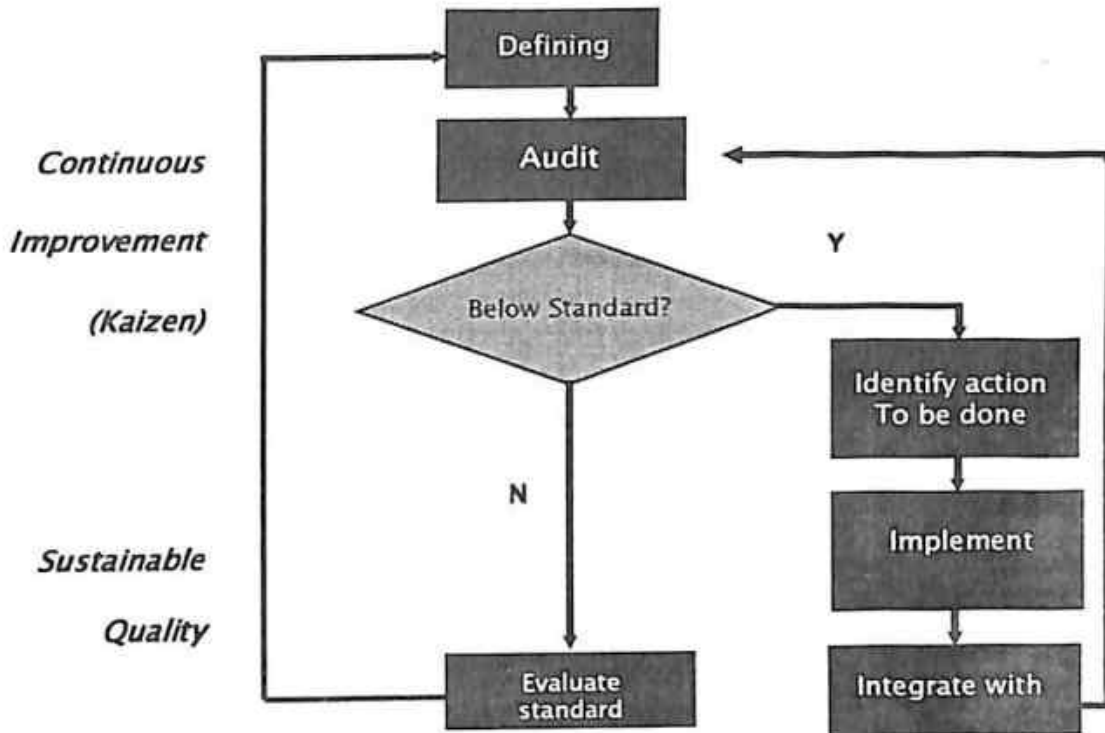 Defining
Audit
Continuous
Improvement
(Kaizen)
Y
Below Standard?
Identify action
To be done
N
Implement
Sustainable
Quality
Evaluate
standard
Integrate with